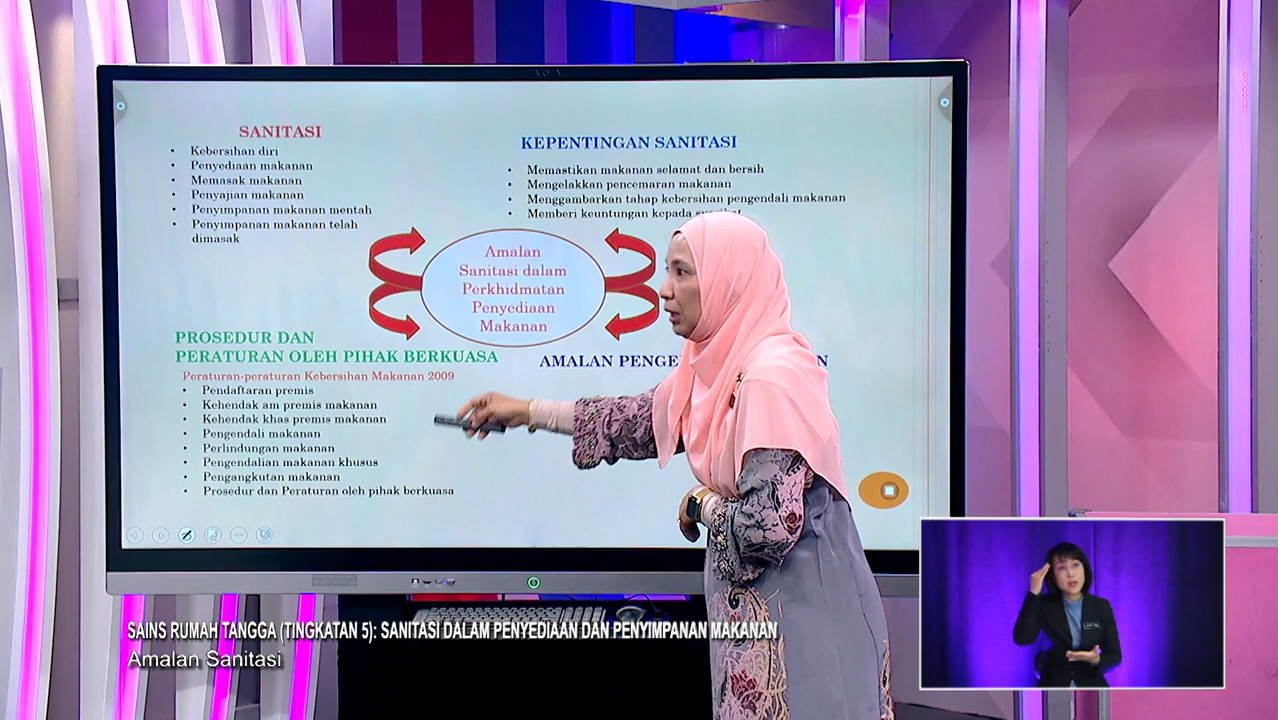 SANITASI
• Kebersihan diri
• Penyediaan makanan
• Memasak makanan
• Penyajian makanan
• Penyimpanan makanan mentah
• Penyimpanan makanan telah
dimasak
KEPENTINGAN SANITASI
• Memastikan makanan selamat dan bersih
• Mengelakkan pencemaran makanan
• Menggambarkan tahap kebersihan pengendali makanan
• Memberi keuntungan kepada
Amalan
Sanitasi dalam
Perkhidmatan
Penyediaan
Makanan
PROSEDUR DAN
PERATURAN OLEH PIHAK BERKUASA
Peraturan-peraturan Kebersihan Makanan 2009
• Pendaftaran premis
• Kehendak am premis makanan
• Kehendak khas premis makanan
• Pengendali makanan
• Perlindungan makanan
• Pengendalian makanan khusus
• Pengangkutan makanan
• Prosedur dan Peraturan oleh pihak berkuasa
AMALAN
SAINS RUMAH TANGGA (TINGKATAN 5): SANITASI DALAM PENYEDIAAN DAN PENYIMPANAN MAKANAN
Amalan Sanitasi